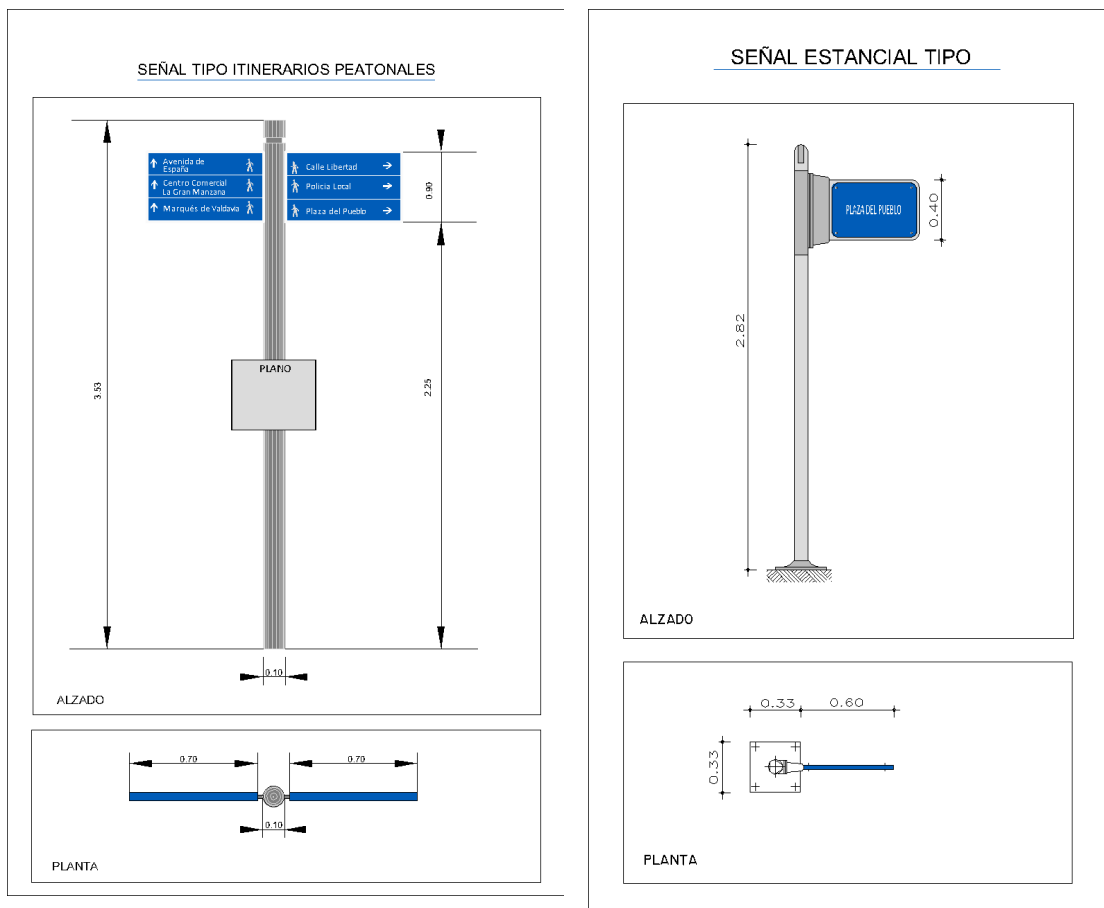 SEÑAL TIPO ITINERARIOS PEATONALES
Avenida de
España
Centro Comercial
La Gran Manzana
Marqués de Valdavia
Calle Libertad
Policia Local
Plaza del Pueblo
0.90
PLANO
3.53
2.25
0.10
ALZADO
0.70
0.70
0.10
PLANTA
SEÑAL ESTANCIAL TIPO
PLAZA DEL PUEBLO
0.40
2.82
ALZADO
0.33
0.60
0.33
PLANTA